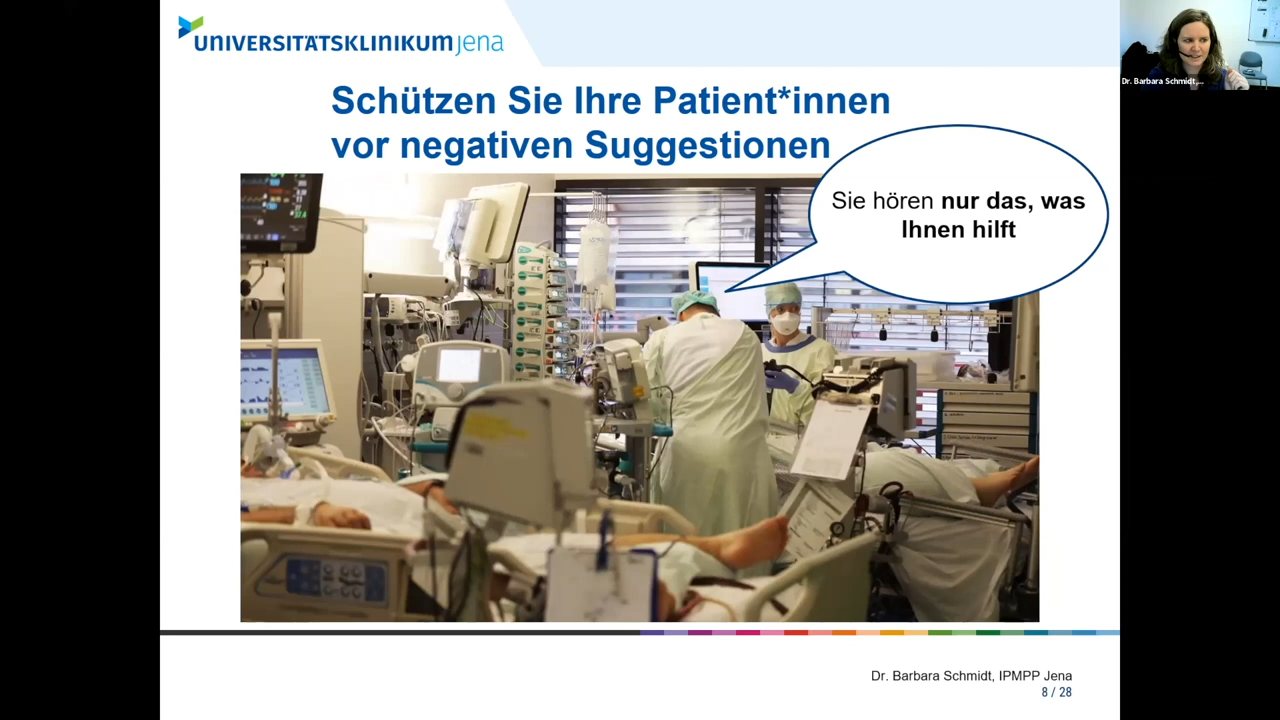 UNIVERSITÄTSKLINIKUM jena
Schützen Sie Ihre Patient*innen
vor negativen Suggestionen
Sie hören nur das, was
Ihnen hilft
Dr. Barbara Schmidt, IPMPP Jena
8 / 28
Dr. Barbara Schmidt,...